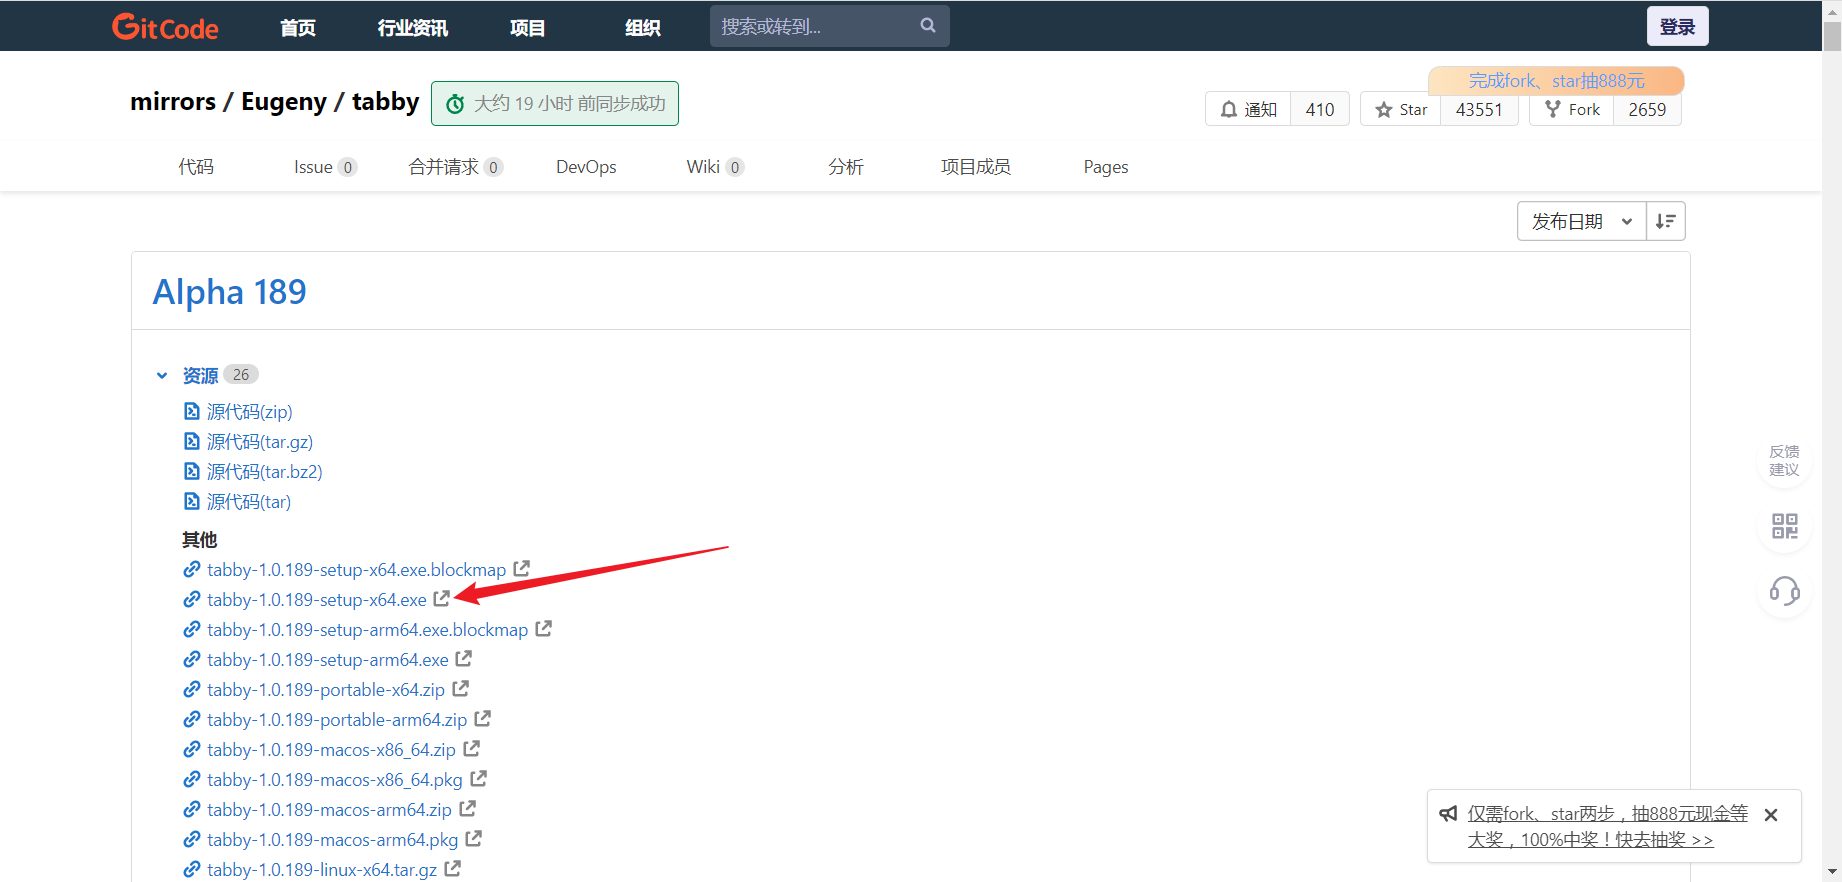 GitCode 首页 行业资讯 项目 组织 搜索或转到... 登录
完成fork、star抽888元
mirrors / Eugeny / tabby 大约 19 小时 前同步成功 通知 410 Star 43551 Fork 2659
代码 Issue 0 合并请求 0 DevOps Wiki 0 分析 项目成员 Pages
发布日期
Alpha 189
资源 26
源代码(zip)
源代码(tar.gz)
源代码(tar.bz2)
源代码(tar)
其他
tabby-1.0.189-setup-x64.exe.blockmap
tabby-1.0.189-setup-x64.exe
tabby-1.0.189-setup-arm64.exe.blockmap
tabby-1.0.189-setup-arm64.exe
tabby-1.0.189-portable-x64.zip
tabby-1.0.189-portable-arm64.zip
tabby-1.0.189-macos-x86_64.zip
tabby-1.0.189-macos-x86_64.pkg
tabby-1.0.189-macos-arm64.zip
tabby-1.0.189-macos-arm64.pkg
tabby-1.0.189-linux-x64.tar.gz
反馈
建议
仅需fork、star两步，抽888元现金等
大奖，100%中奖！快去抽奖 >>